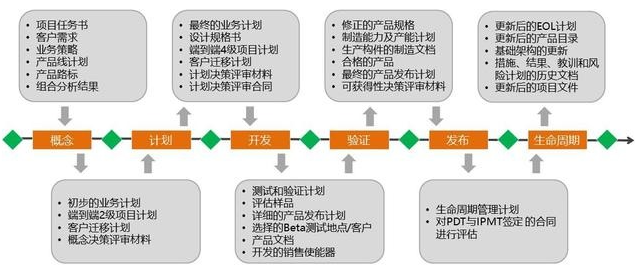 项目任务书
客户需求
业务策略
产品线计划
产品路标
组合分析结果
最终的业务计划
设计规格书
端到端4级项目计划
客户迁移计划
计划决策评审材料
计划决策评审合同
修正的产品规格
制造能力及产能计划
生产构件的制造文档
合格的产品
最终的产品发布计划
可获得性决策评审材料
更新后的EOL计划
更新后的产品目录
基础架构的更新
措施、结果、教训和风
险计划的历史文档
更新后的项目文件
概念
计划
开发
验证
发布
生命周期
初步的业务计划
端到端2级项目计划
客户迁移计划
概念决策评审材料
测试和验证计划
评估样品
详细的产品发布计划
选择的Beta测试地点/客户
产品文档
开发的销售使能器
生命周期管理计划
对PDT与IPMT签定的合同
进行评估